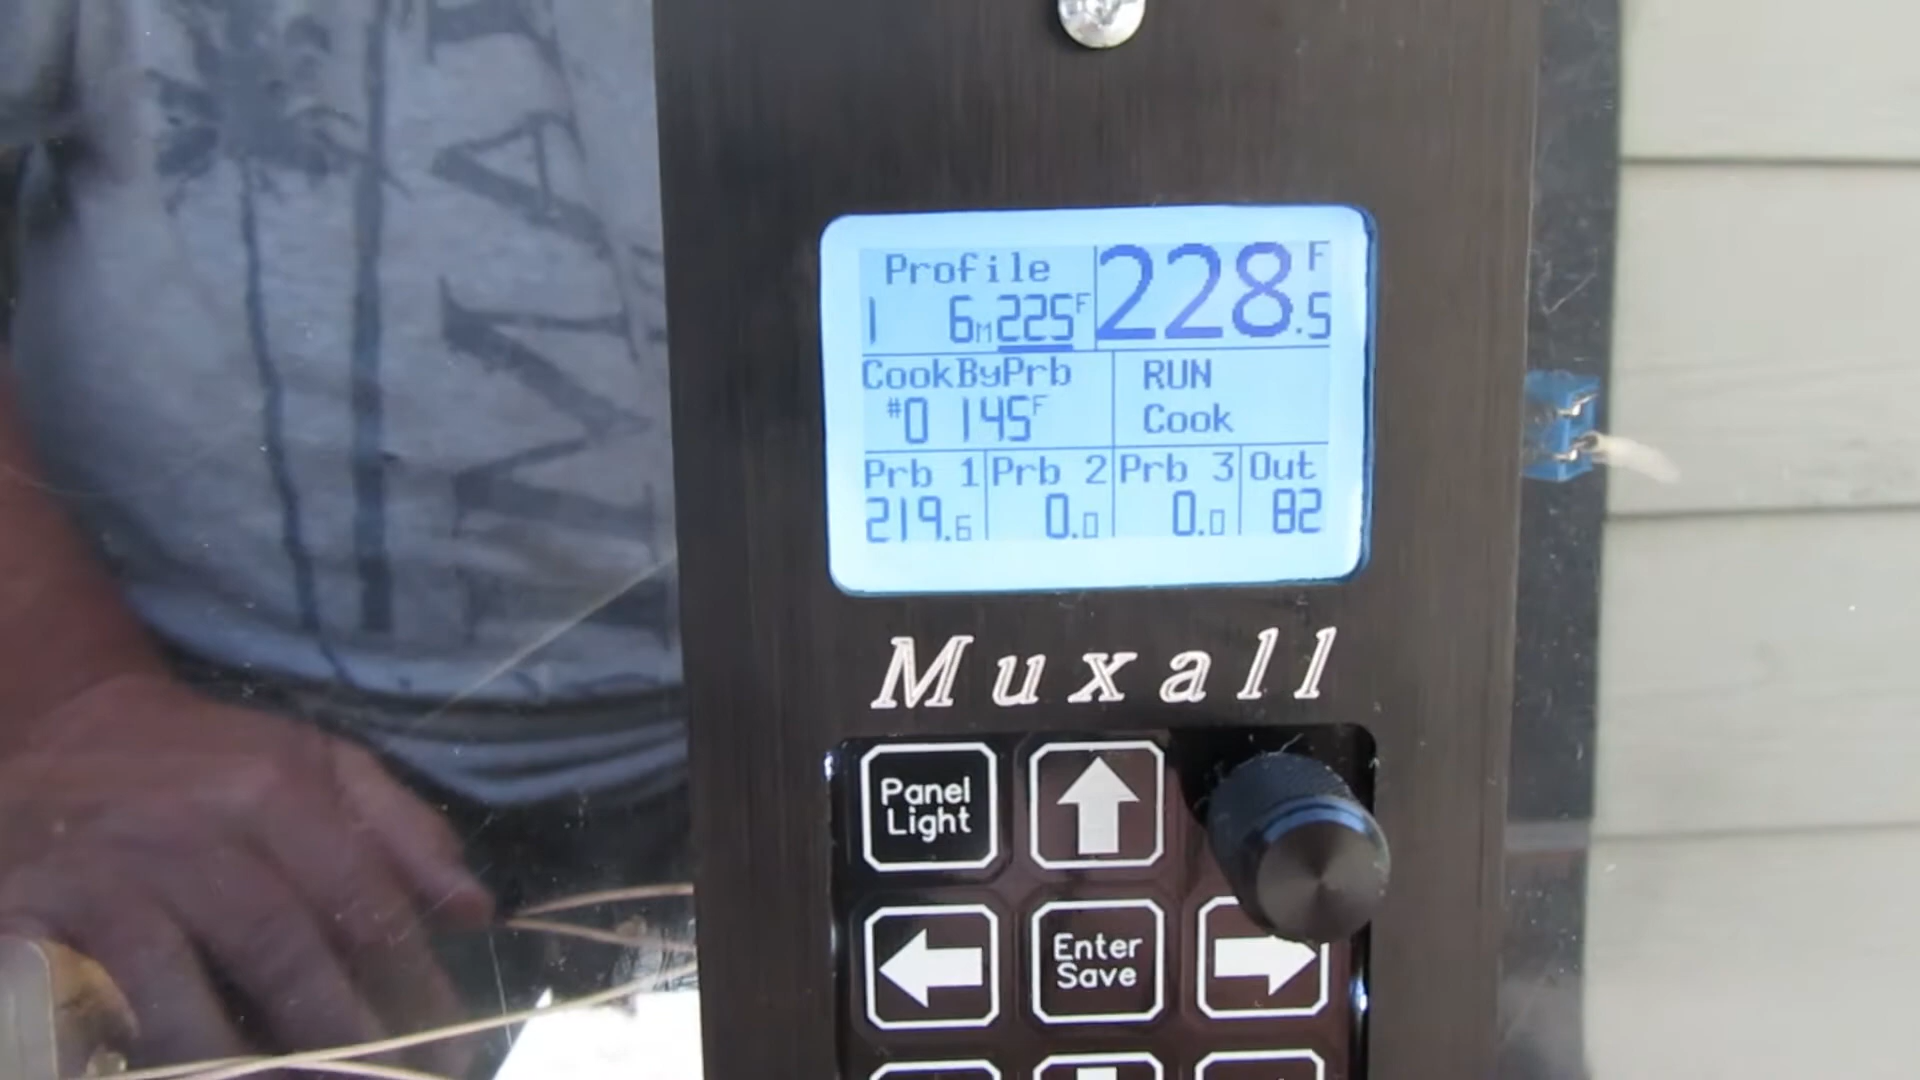 Profile
1 6M 225F
228.5 F
CookByPrb
#0 145F
RUN
Cook
Prb 1 Prb 2 Prb 3 Out
219.6 0.0 0.0 82
Muxall
Panel
Light
Enter
Save